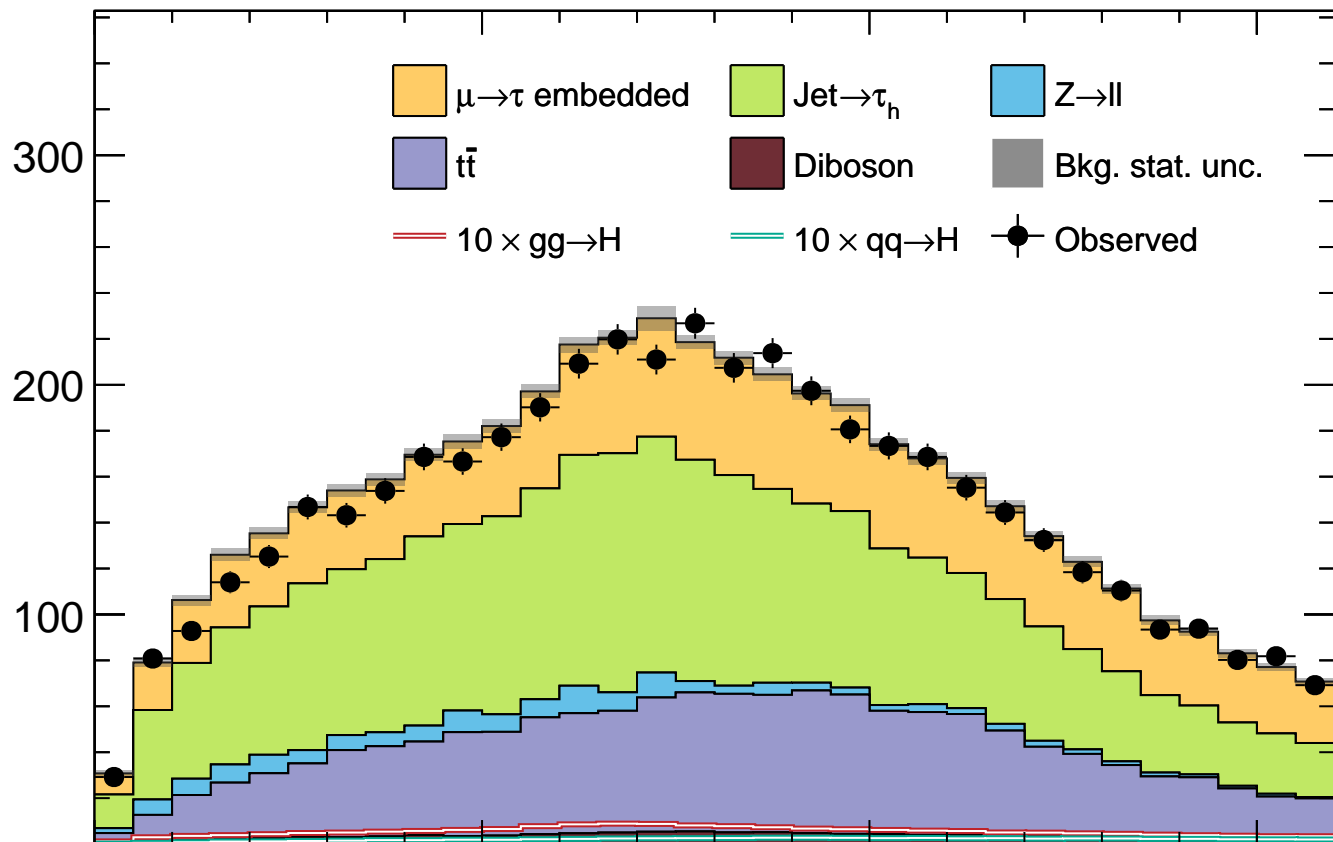 μ→τ embedded Jet→τₕ Z→ll
300
tt̄ Diboson Bkg. stat. unc.
10 × gg→H 10 × qq→H Observed
200
100